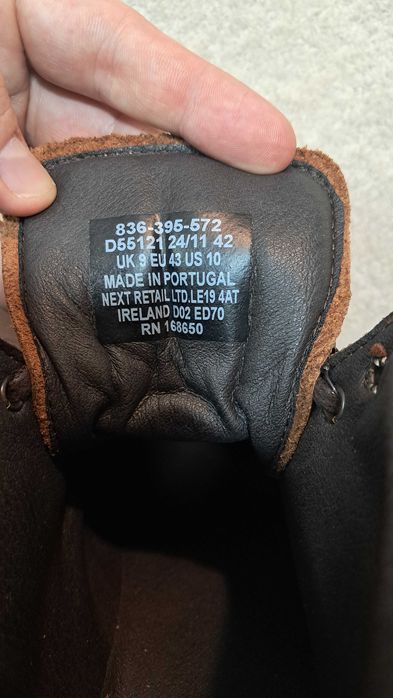 836-395-572
D55121 24/11 42
UK 9 EU 43 US 10
MADE IN PORTUGAL
NEXT RETAIL LTD.LE19 4AT
IRELAND D02 ED70
RN 168650